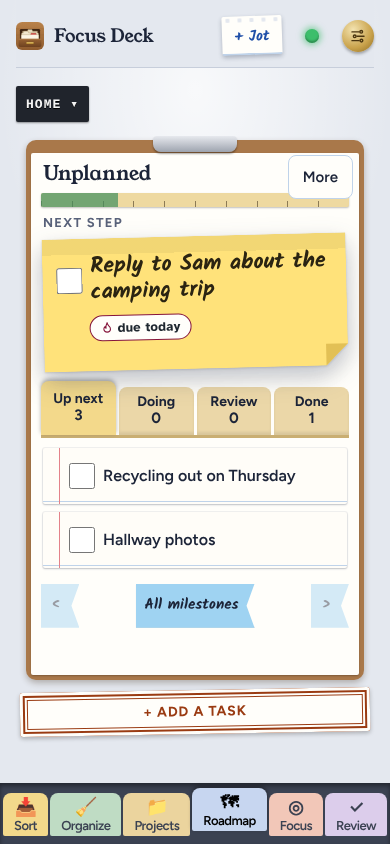 Focus Deck
+ Jot
HOME ▾
Unplanned
More
NEXT STEP
Reply to Sam about the
camping trip
due today
Up next
3
Doing
0
Review
0
Done
1
Recycling out on Thursday
Hallway photos
<
All milestones
>
+ ADD A TASK
Sort
Organize
Projects
Roadmap
Focus
Review